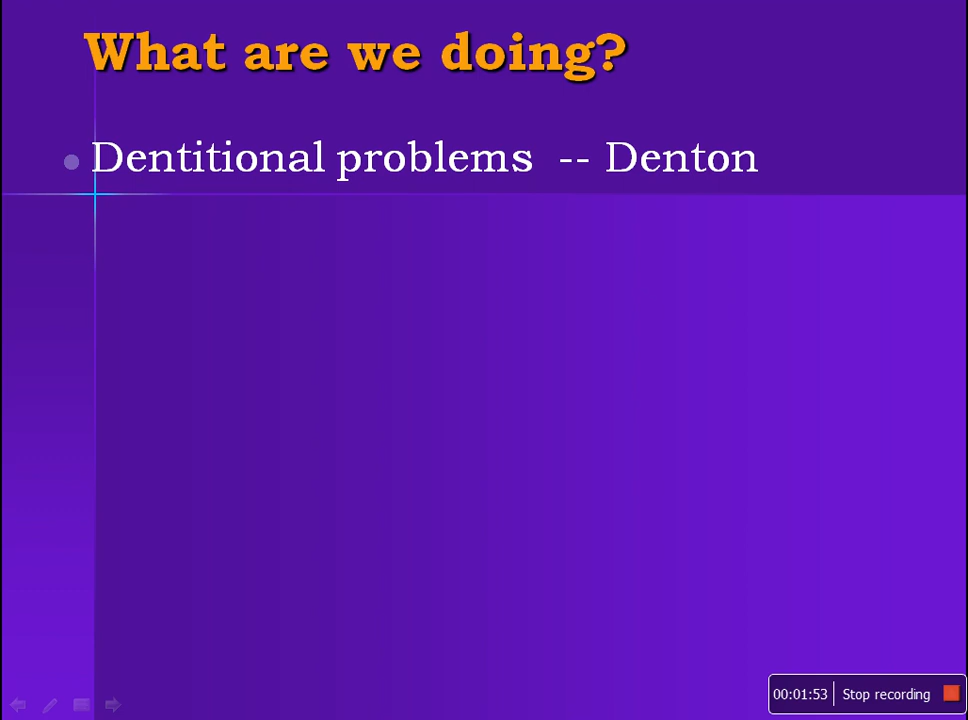 What are we doing?
Dentitional problems -- Denton
00:01:53 Stop recording